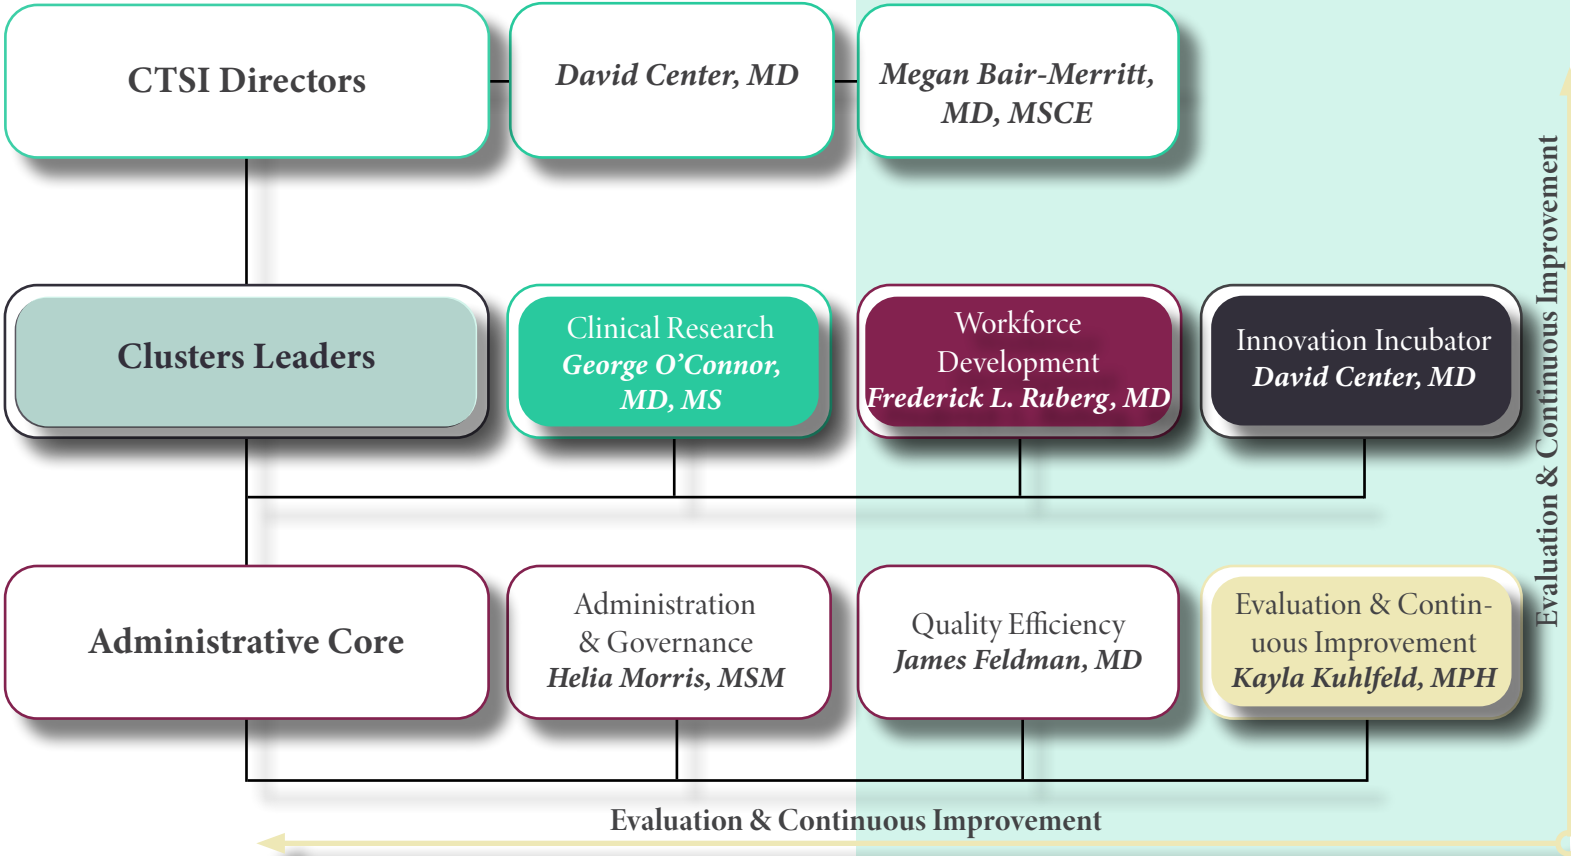 CTSI Directors
David Center, MD
Megan Bair-Merritt,
MD, MSCE
Clusters Leaders
Clinical Research
George O’Connor,
MD, MS
Workforce
Development
Frederick L. Ruberg, MD
Innovation Incubator
David Center, MD
Administrative Core
Administration
& Governance
Helia Morris, MSM
Quality Efficiency
James Feldman, MD
Evaluation & Contin-
uous Improvement
Kayla Kuhlfeld, MPH
Evaluation & Continuous Improvement
Evaluation & Continuous Improvement